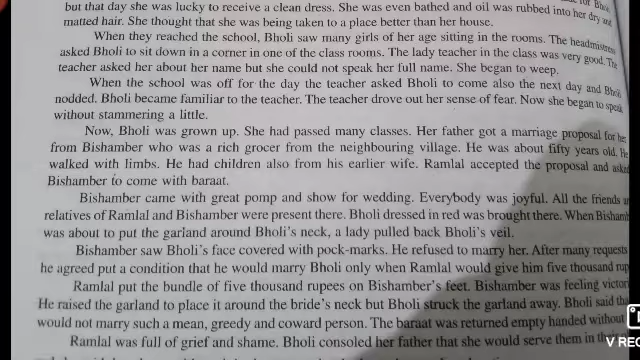 but that day she was lucky to receive a clean dress. She was even bathed and oil was rubbed into her dry and
matted hair. She thought that she was being taken to a place better than her house.
When they reached the school, Bholi saw many girls of her age sitting in the rooms. The headmistress
asked Bholi to sit down in a corner in one of the class rooms. The lady teacher in the class was very good. The
teacher asked her about her name but she could not speak her full name. She began to weep.
When the school was off for the day the teacher asked Bholi to come also the next day and Bholi
nodded. Bholi became familiar to the teacher. The teacher drove out her sense of fear. Now she began to speak
without stammering a little.
Now, Bholi was grown up. She had passed many classes. Her father got a marriage proposal for her
from Bishamber who was a rich grocer from the neighbouring village. He was about fifty years old. He
walked with limbs. He had children also from his earlier wife. Ramlal accepted the proposal and asked
Bishamber to come with baraat.
Bishamber came with great pomp and show for wedding. Everybody was joyful. All the friends
relatives of Ramlal and Bishamber were present there. Bholi dressed in red was brought there. When
was about to put the garland around Bholi's neck, a lady pulled back Bholi's veil.
Bishamber saw Bholi's face covered with pock-marks. He refused to marry her. After many requests
he agreed put a condition that he would marry Bholi only when Ramlal would give him five thousand
Ramlal put the bundle of five thousand rupees on Bishamber's feet. Bishamber was feeling
He raised the garland to place it around the bride's neck but Bholi struck the garland away. Bholi said
would not marry such a mean, greedy and coward person. The baraat was returned empty handed without
Ramlal was full of grief and shame. Bholi consoled her father that she would serve them in their
V REC